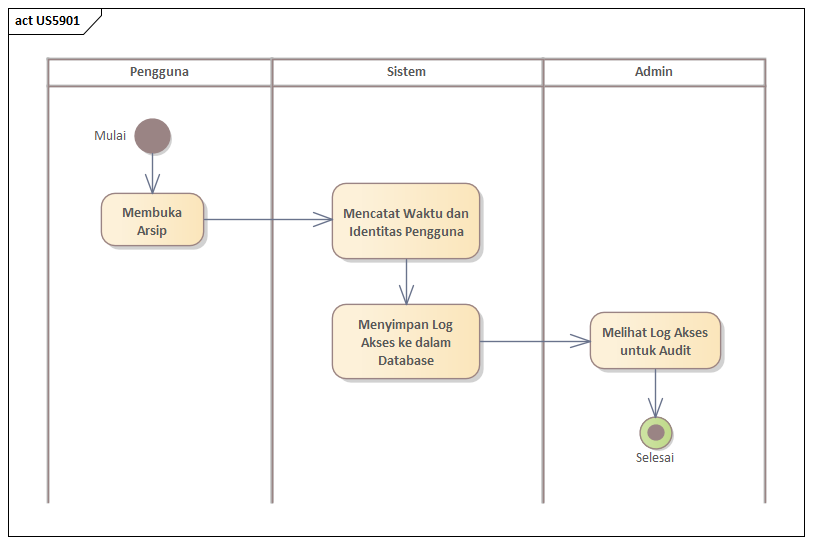 act US5901
Pengguna
Sistem
Admin
Mulai
Membuka
Arsip
Mencatat Waktu dan
Identitas Pengguna
Menyimpan Log
Akses ke dalam
Database
Melihat Log Akses
untuk Audit
Selesai